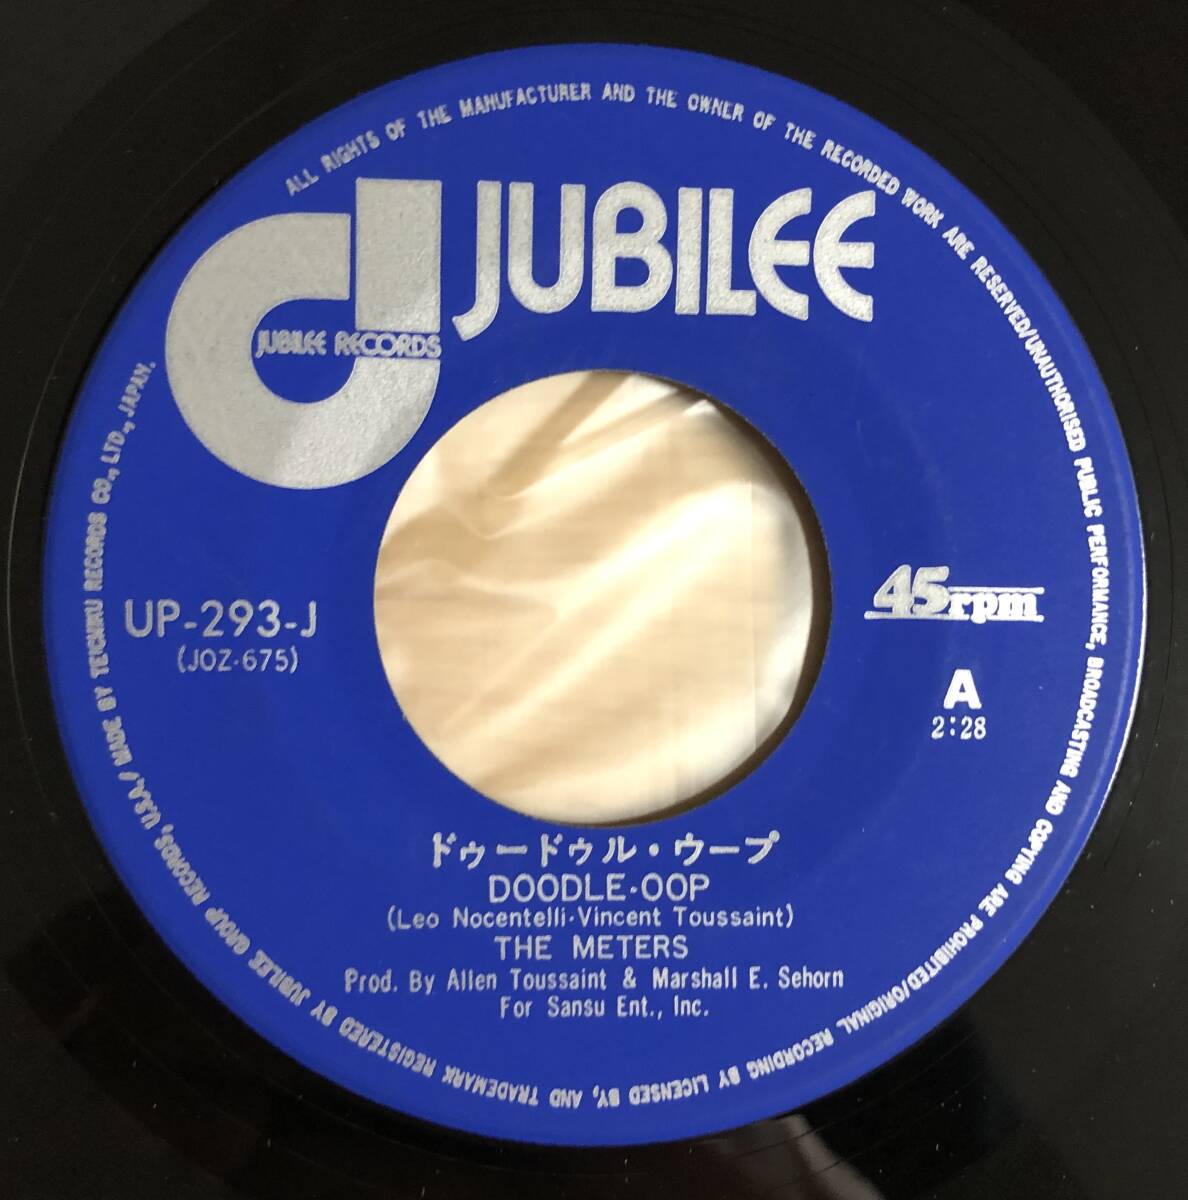 ALL RIGHTS OF THE MANUFACTURER AND THE OWNER OF THE RECORDED WORK ARE RESERVED/UNAUTHORISED PUBLIC PERFORMANCE, BROADCASTING AND COPYING ARE PROHIBITED/ORIGINAL RECORDING BY LICENSED BY, AND TRADEMARK REGISTERED BY JUBILEE GROUP RECORDS, U.S.A./MADE BY TEICHIKU RECORDS CO., LTD., JAPAN.
JUBILEE
JUBILEE RECORDS
UP-293-J
(JOZ-675)
45rpm
A
2:28
ドゥードゥル・ウープ
DOODLE-OOP
(Leo Nocentelli・Vincent Toussaint)
THE METERS
Prod. By Allen Toussaint & Marshall E. Sehorn
For Sansu Ent., Inc.